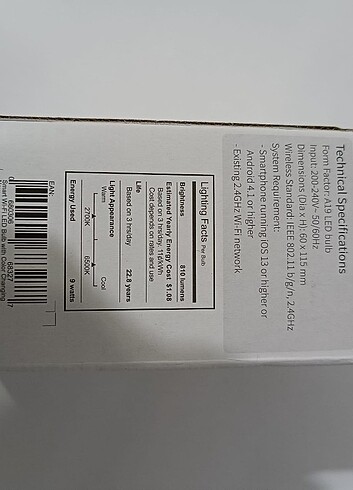 Technical Specifications
Form Factor: A19 LED bulb
Input: 200-240V~ 50/60Hz
Dimensions (Dia x H): 60 x 115 mm
Wireless Standard: IEEE 802.11 b/g/n, 2.4GHz
System Requirement:
- Smartphone running iOS 13 or higher or
Android 4.1 or higher
- Existing 2.4GHz Wi-Fi network
Lighting Facts Per Bulb
Brightness 810 lumens
Estimated Yearly Energy Cost $1.08
Based on 3 hrs/day, 11¢/kWh
Cost depends on rates and use
Life
Based on 3 hrs/day 22.8 years
Light Appearance
Warm Cool
2700K 6500K
Energy Used 9 watts
EAN:
Smart Wi-Fi LED Bulb with Color Changing